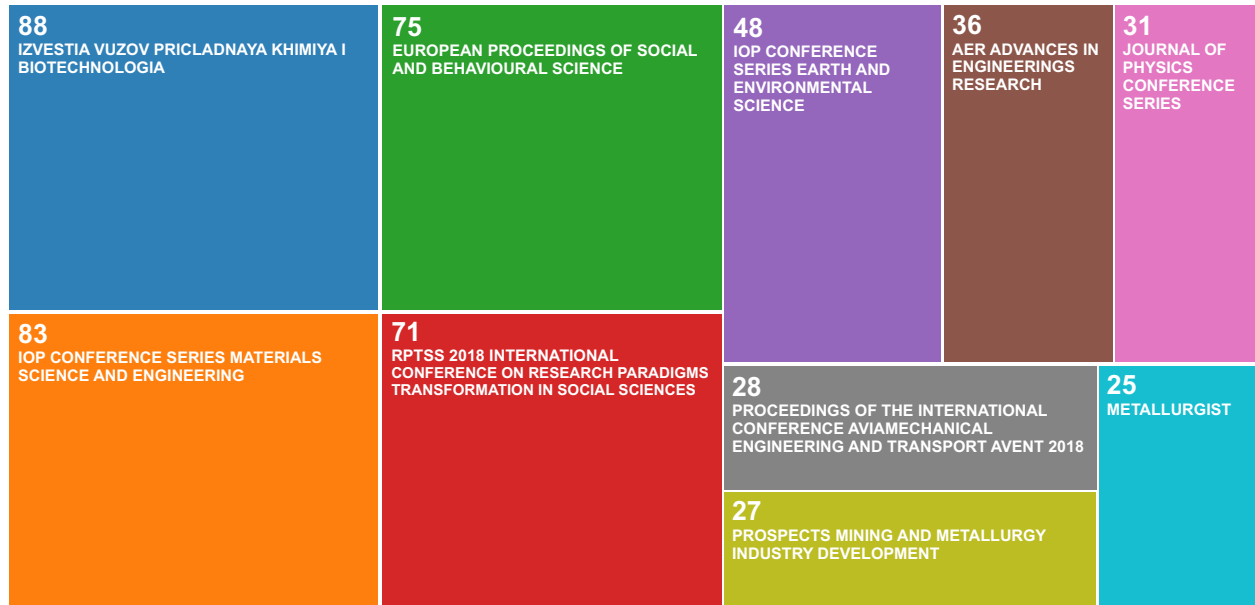 88
IZVESTIA VUZOV PRICLADNAYA KHIMIYA I
BIOTECHNOLOGIA
75
EUROPEAN PROCEEDINGS OF SOCIAL
AND BEHAVIOURAL SCIENCE
48
IOP CONFERENCE
SERIES EARTH AND
ENVIRONMENTAL
SCIENCE
36
AER ADVANCES IN
ENGINEERINGS
RESEARCH
31
JOURNAL OF
PHYSICS
CONFERENCE
SERIES
83
IOP CONFERENCE SERIES MATERIALS
SCIENCE AND ENGINEERING
71
RPTSS 2018 INTERNATIONAL
CONFERENCE ON RESEARCH PARADIGMS
TRANSFORMATION IN SOCIAL SCIENCES
28
PROCEEDINGS OF THE INTERNATIONAL
CONFERENCE AVIAMECHANICAL
ENGINEERING AND TRANSPORT AVENT 2018
25
METALLURGIST
27
PROSPECTS MINING AND METALLURGY
INDUSTRY DEVELOPMENT